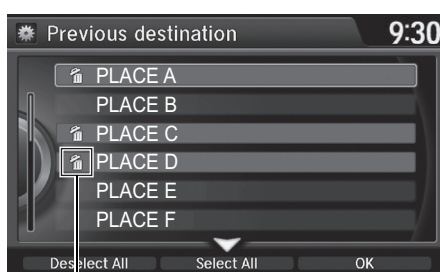 Previous destination 9:30
PLACE A
PLACE B
PLACE C
PLACE D
PLACE E
PLACE F
Deselect All Select All OK